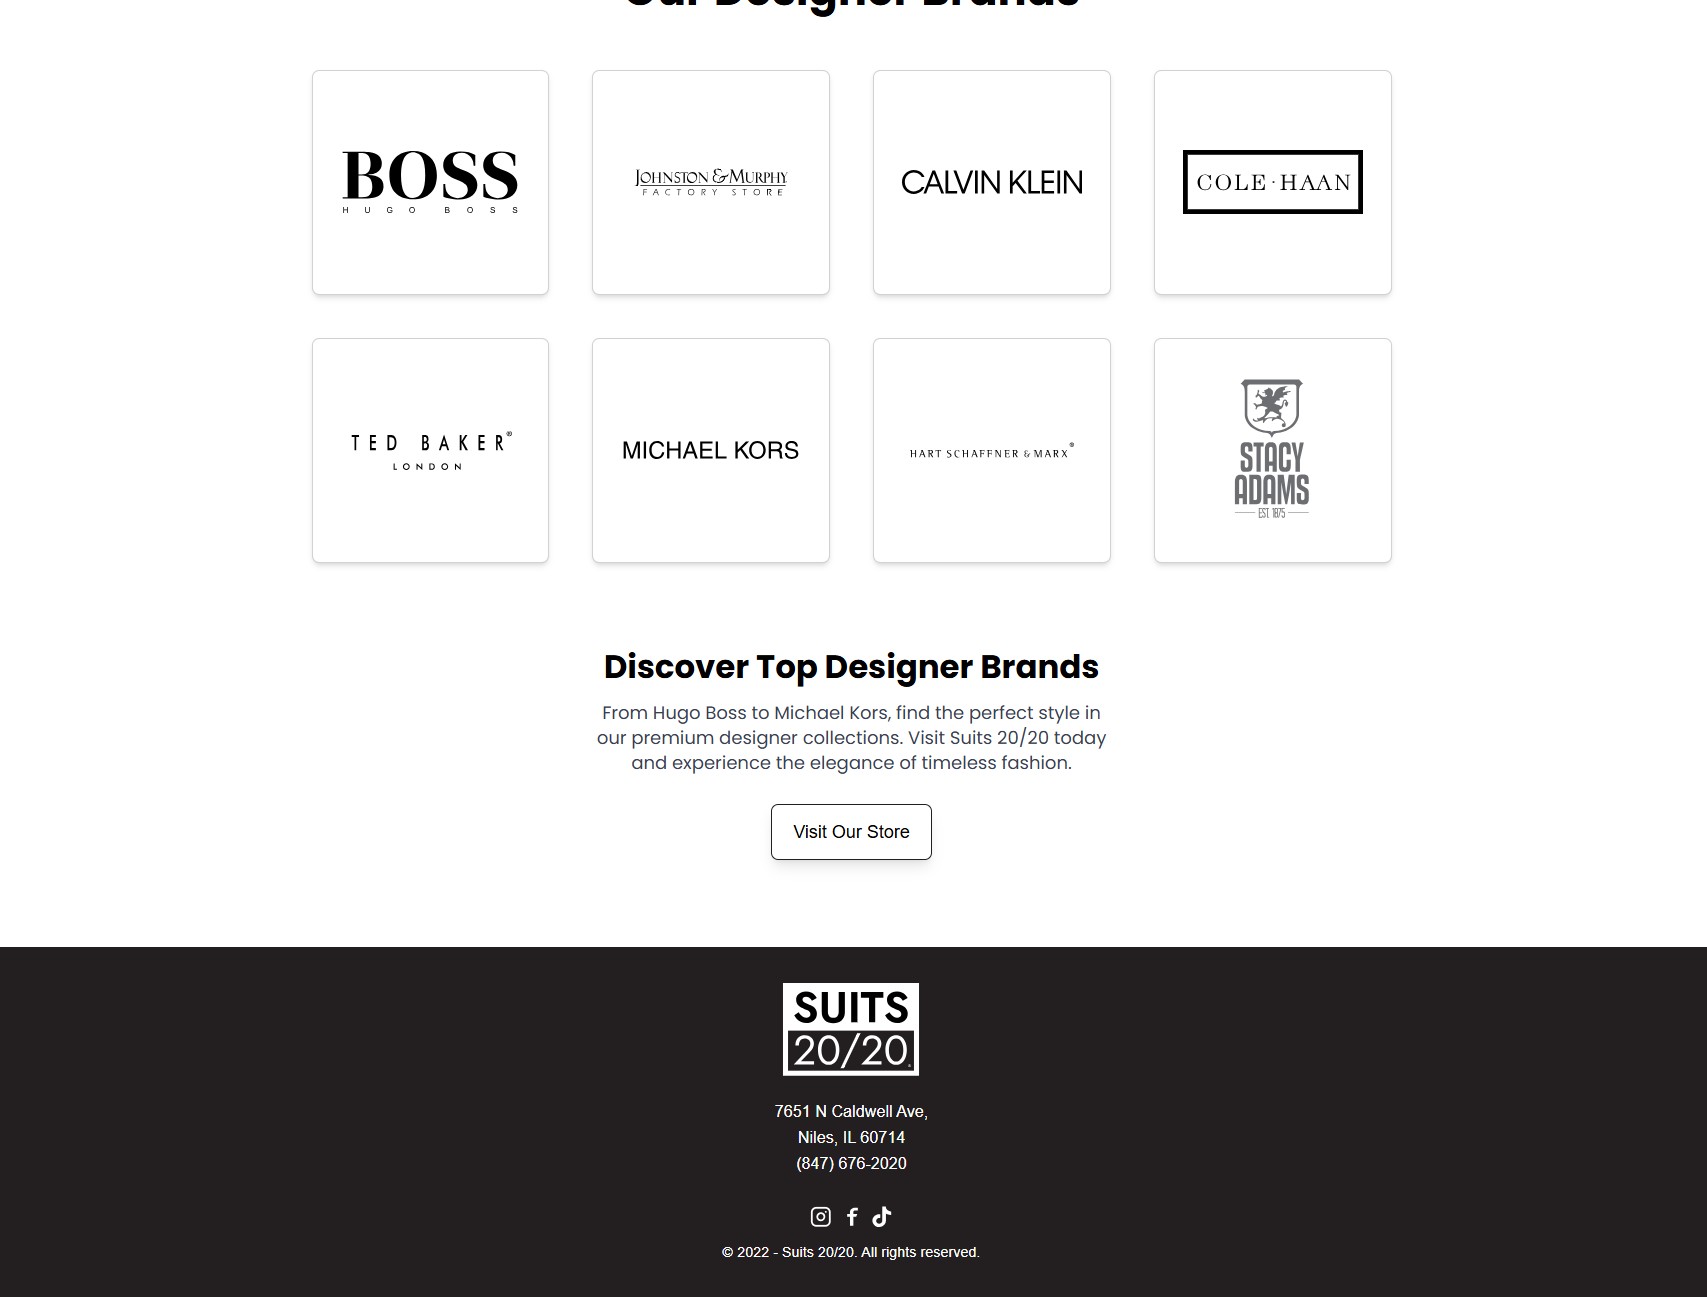 Our Designer Brands
BOSS
HUGO BOSS
JOHNSTON & MURPHY
FACTORY STORE
CALVIN KLEIN
COLE·HAAN
TED BAKER®
LONDON
MICHAEL KORS
HART SCHAFFNER & MARX®
STACY
ADAMS
EST. 1875
Discover Top Designer Brands
From Hugo Boss to Michael Kors, find the perfect style in
our premium designer collections. Visit Suits 20/20 today
and experience the elegance of timeless fashion.
Visit Our Store
SUITS
20/20
7651 N Caldwell Ave,
Niles, IL 60714
(847) 676-2020
© 2022 - Suits 20/20. All rights reserved.